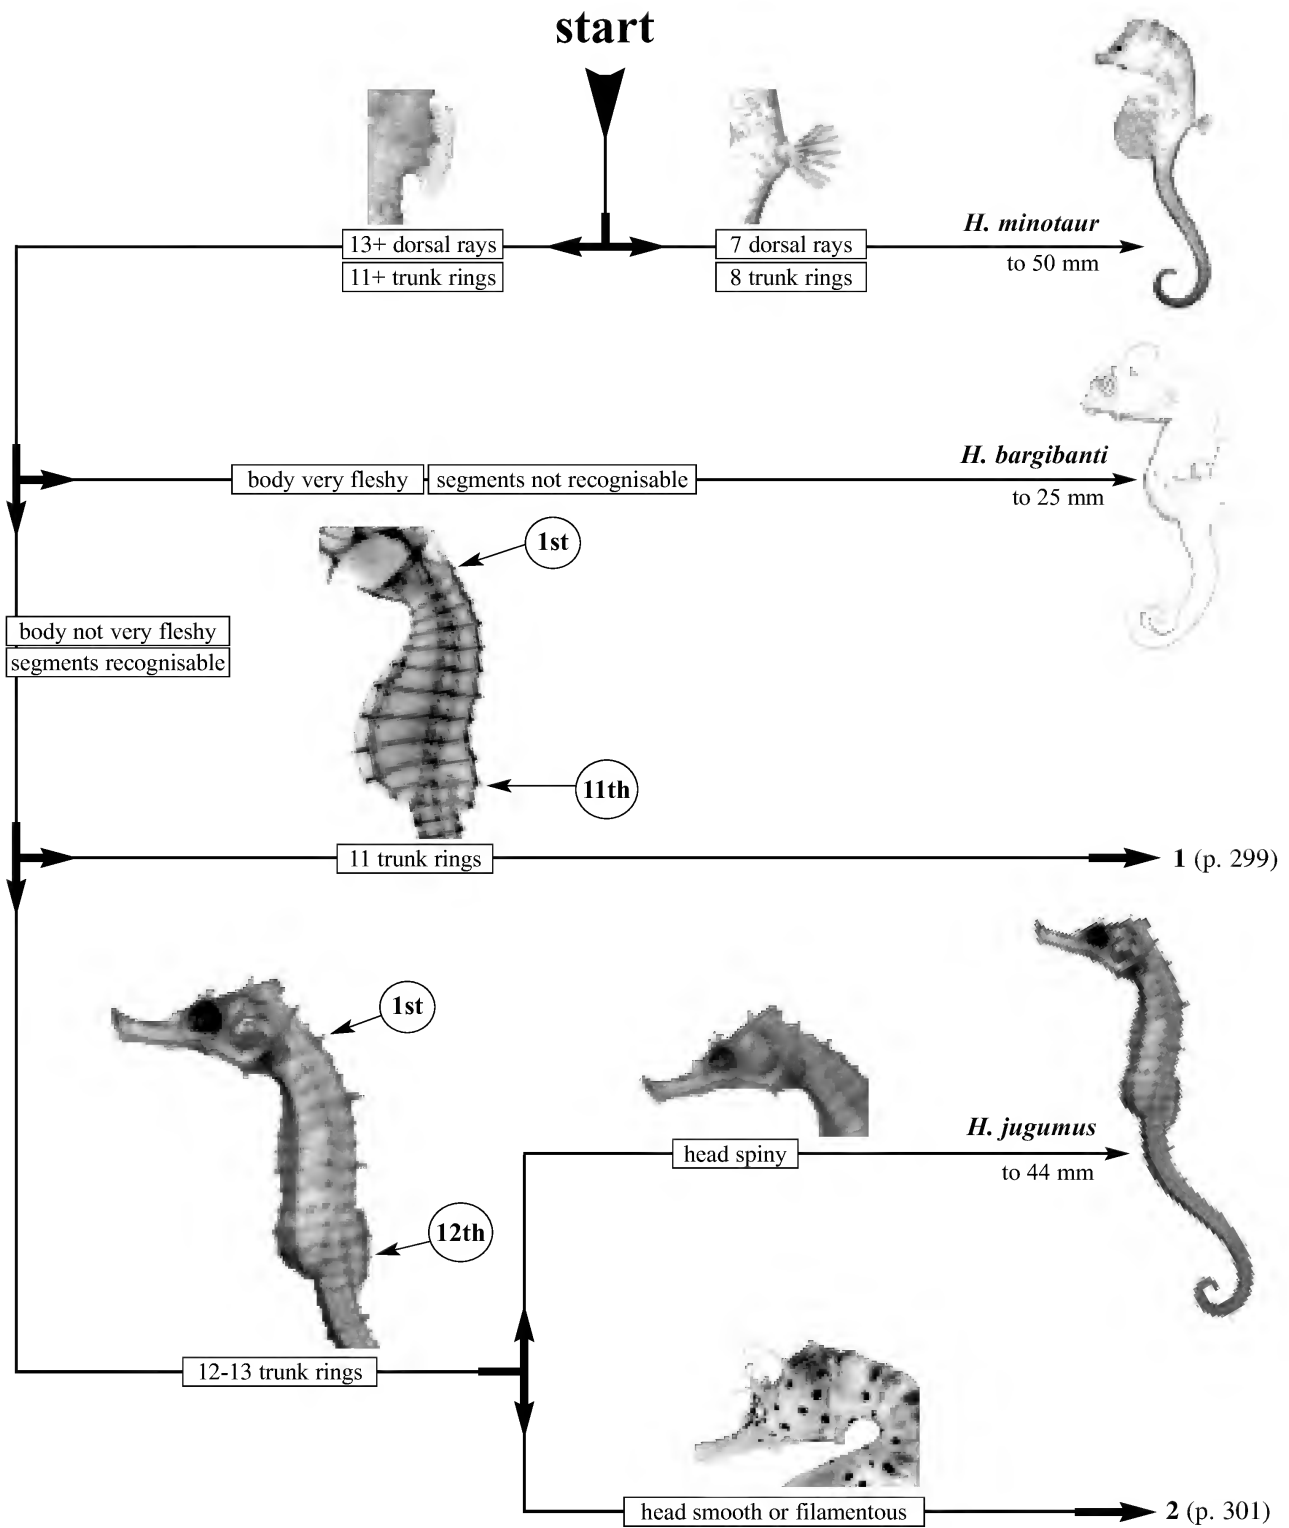 start
13+ dorsal rays
11+ trunk rings
7 dorsal rays
8 trunk rings
H. minotaur
to 50 mm
body very fleshy
segments not recognisable
H. bargibanti
to 25 mm
1st
body not very fleshy
segments recognisable
11th
11 trunk rings
1 (p. 299)
1st
12th
head spiny
H. jugumus
to 44 mm
12-13 trunk rings
head smooth or filamentous
2 (p. 301)